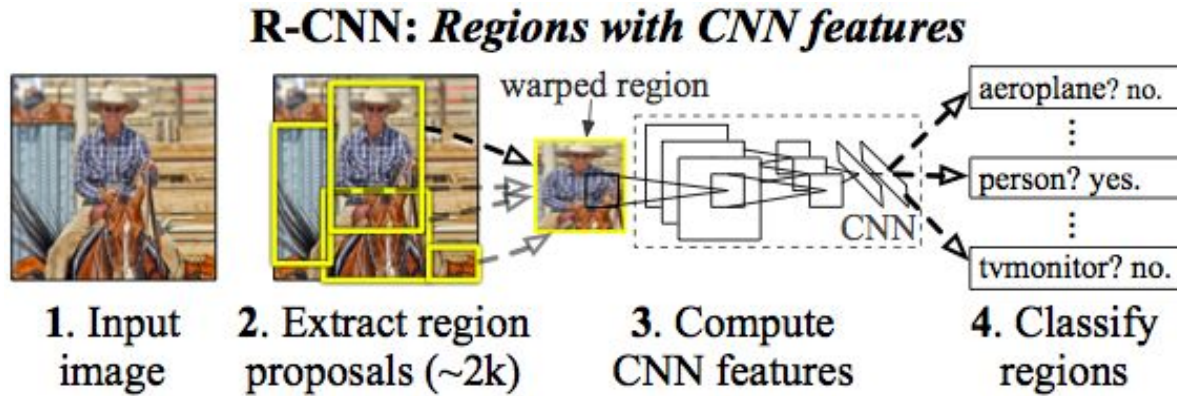 R-CNN: Regions with CNN features
warped region
aeroplane? no.
person? yes.
CNN
tvmonitor? no.
1. Input
image
2. Extract region
proposals (~2k)
3. Compute
CNN features
4. Classify
regions